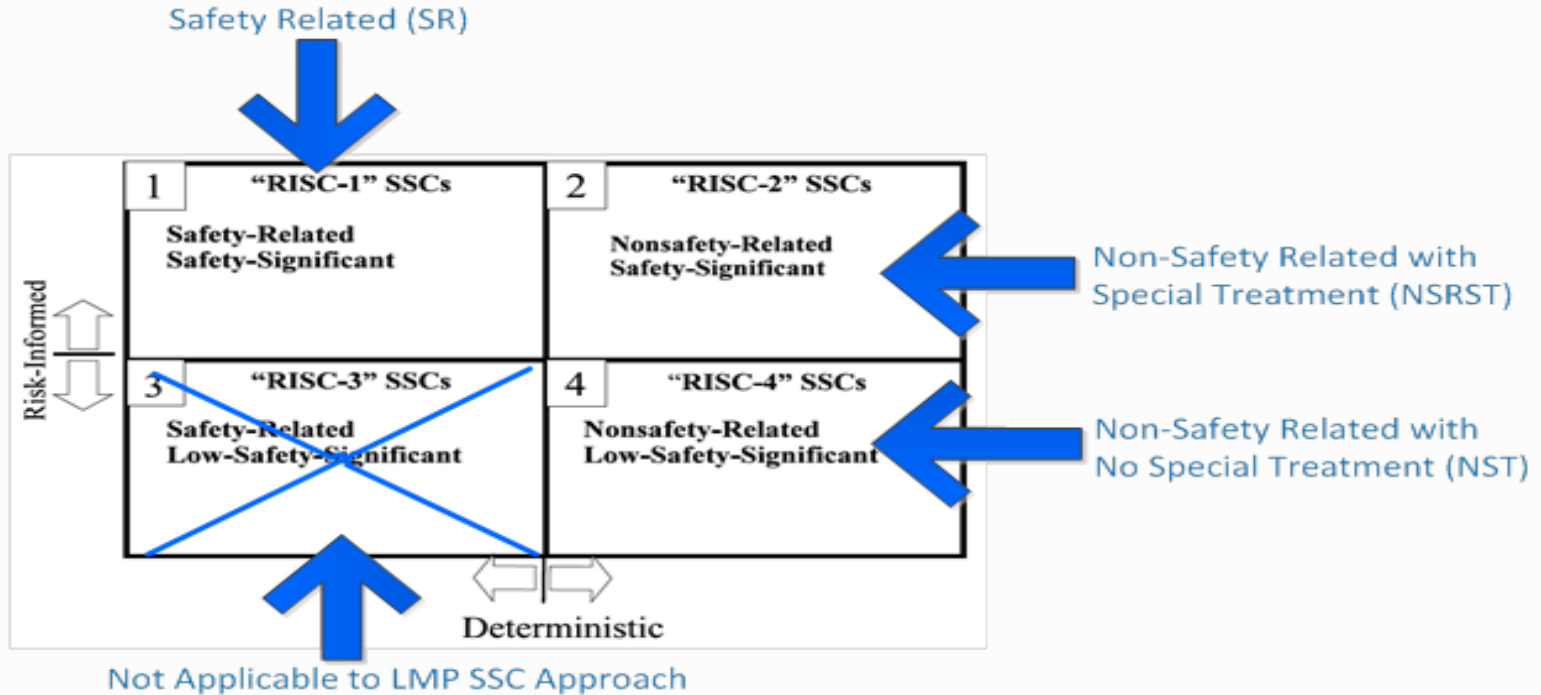 Safety Related (SR)
1
“RISC-1” SSCs
Safety-Related
Safety-Significant
2
“RISC-2” SSCs
Nonsafety-Related
Safety-Significant
Non-Safety Related with
Special Treatment (NSRST)
Risk-Informed
3
“RISC-3” SSCs
Safety-Related
Low-Safety-Significant
4
“RISC-4” SSCs
Nonsafety-Related
Low-Safety-Significant
Non-Safety Related with
No Special Treatment (NST)
Deterministic
Not Applicable to LMP SSC Approach